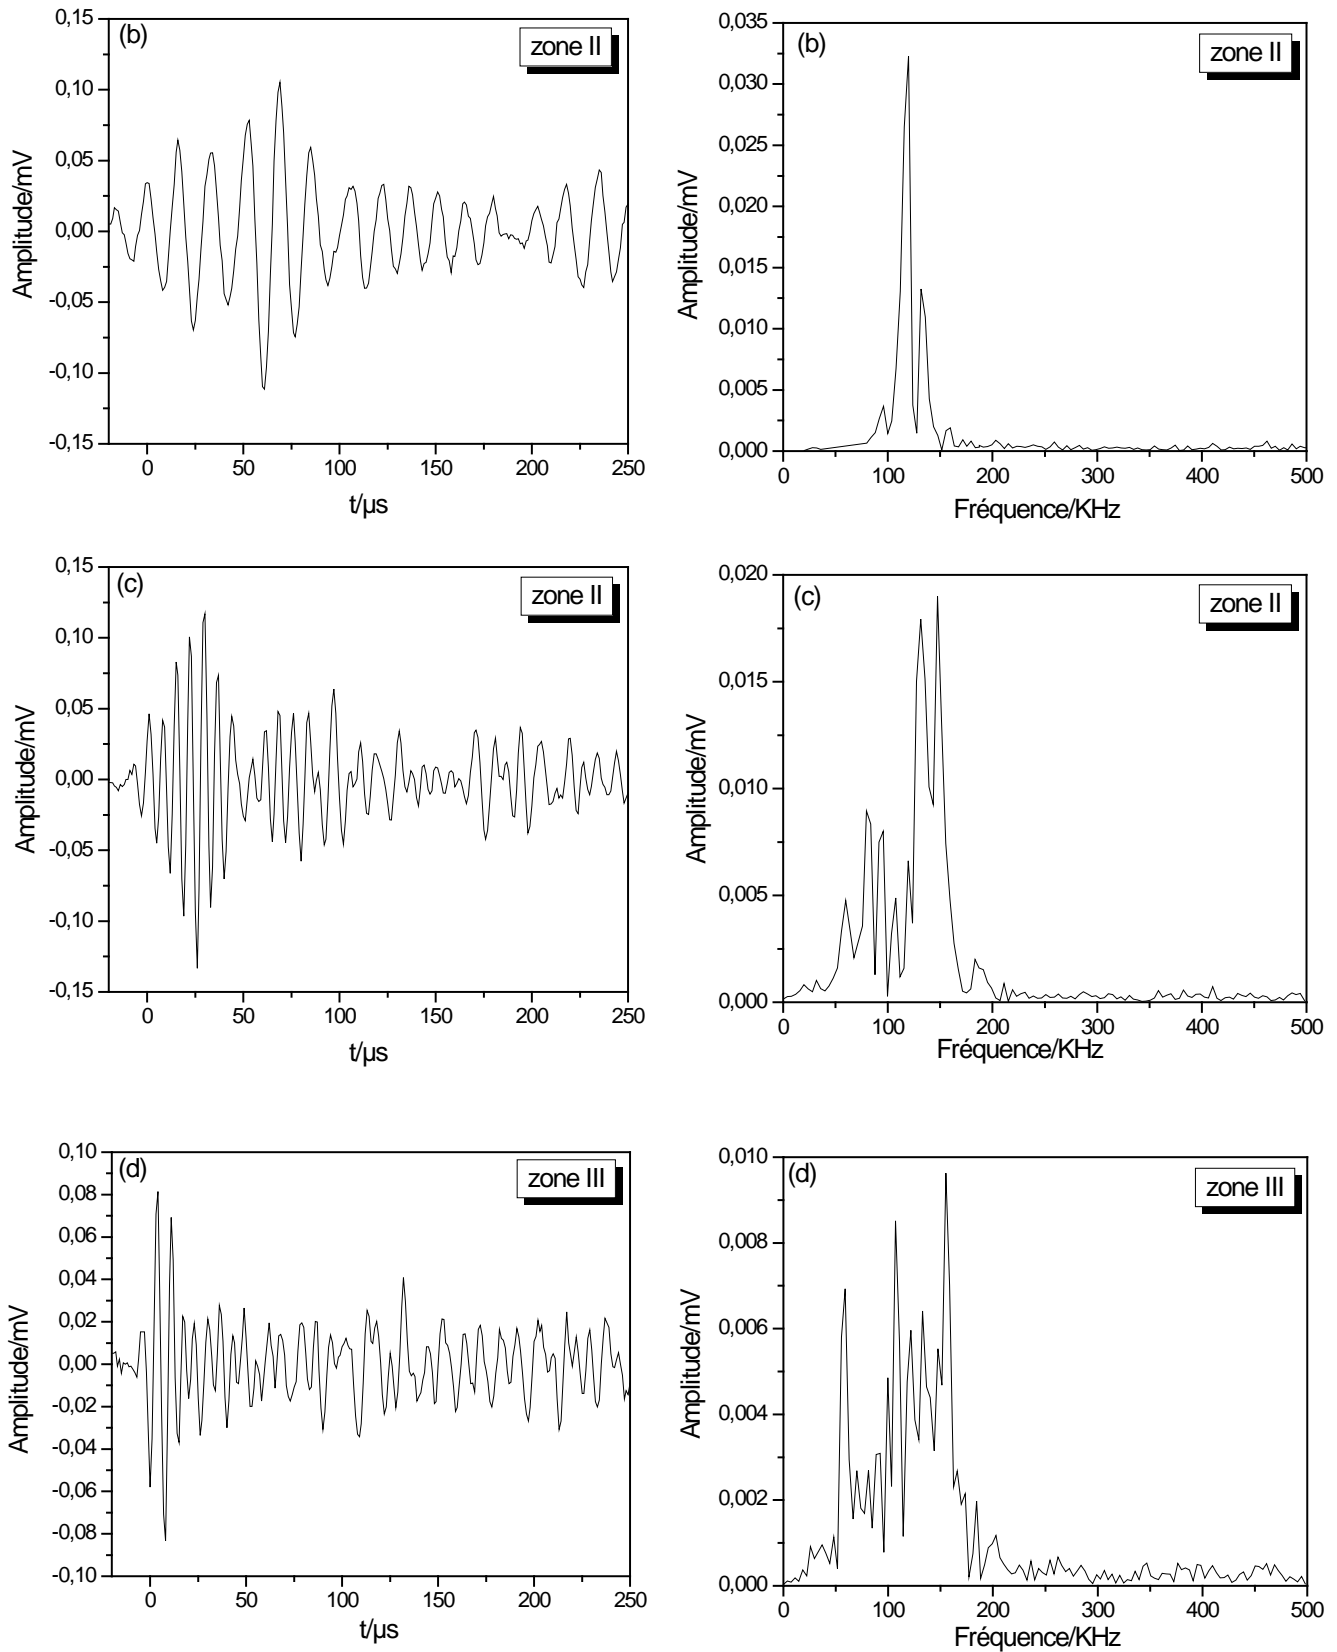 (b)
zone II
0,15
0,10
0,05
0,00
-0,05
-0,10
-0,15
Amplitude/mV
0 50 100 150 200 250
t/µs
(b)
zone II
0,035
0,030
0,025
0,020
0,015
0,010
0,005
0,000
Amplitude/mV
0 100 200 300 400 500
Fréquence/KHz
(c)
zone II
0,15
0,10
0,05
0,00
-0,05
-0,10
-0,15
Amplitude/mV
0 50 100 150 200 250
t/µs
(c)
zone II
0,020
0,015
0,010
0,005
0,000
Amplitude/mV
0 100 200 300 400 500
Fréquence/KHz
(d)
zone III
0,10
0,08
0,06
0,04
0,02
0,00
-0,02
-0,04
-0,06
-0,08
-0,10
Amplitude/mV
0 50 100 150 200 250
t/µs
(d)
zone III
0,010
0,008
0,006
0,004
0,002
0,000
Amplitude/mV
0 100 200 300 400 500
Fréquence/KHz